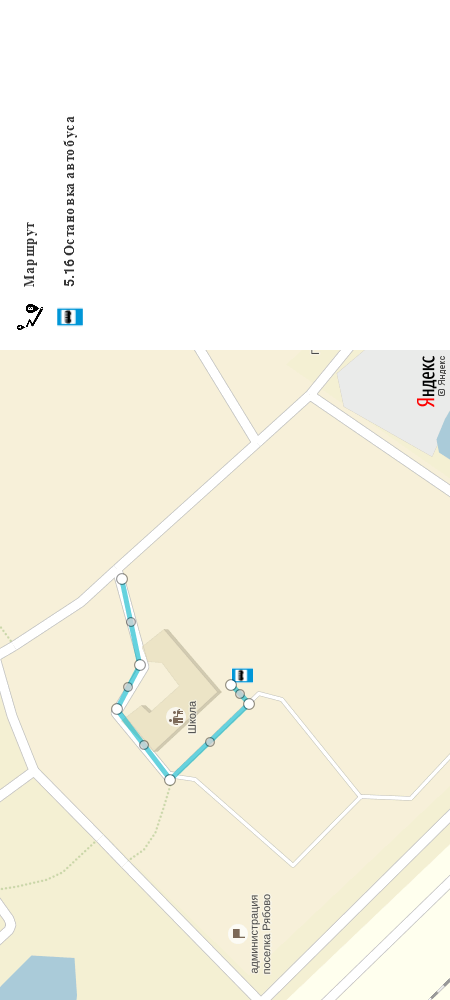 Маршрут
5.16 Остановка автобуса
Яндекс
© Яндекс
Школа
администрация
поселка Рябово